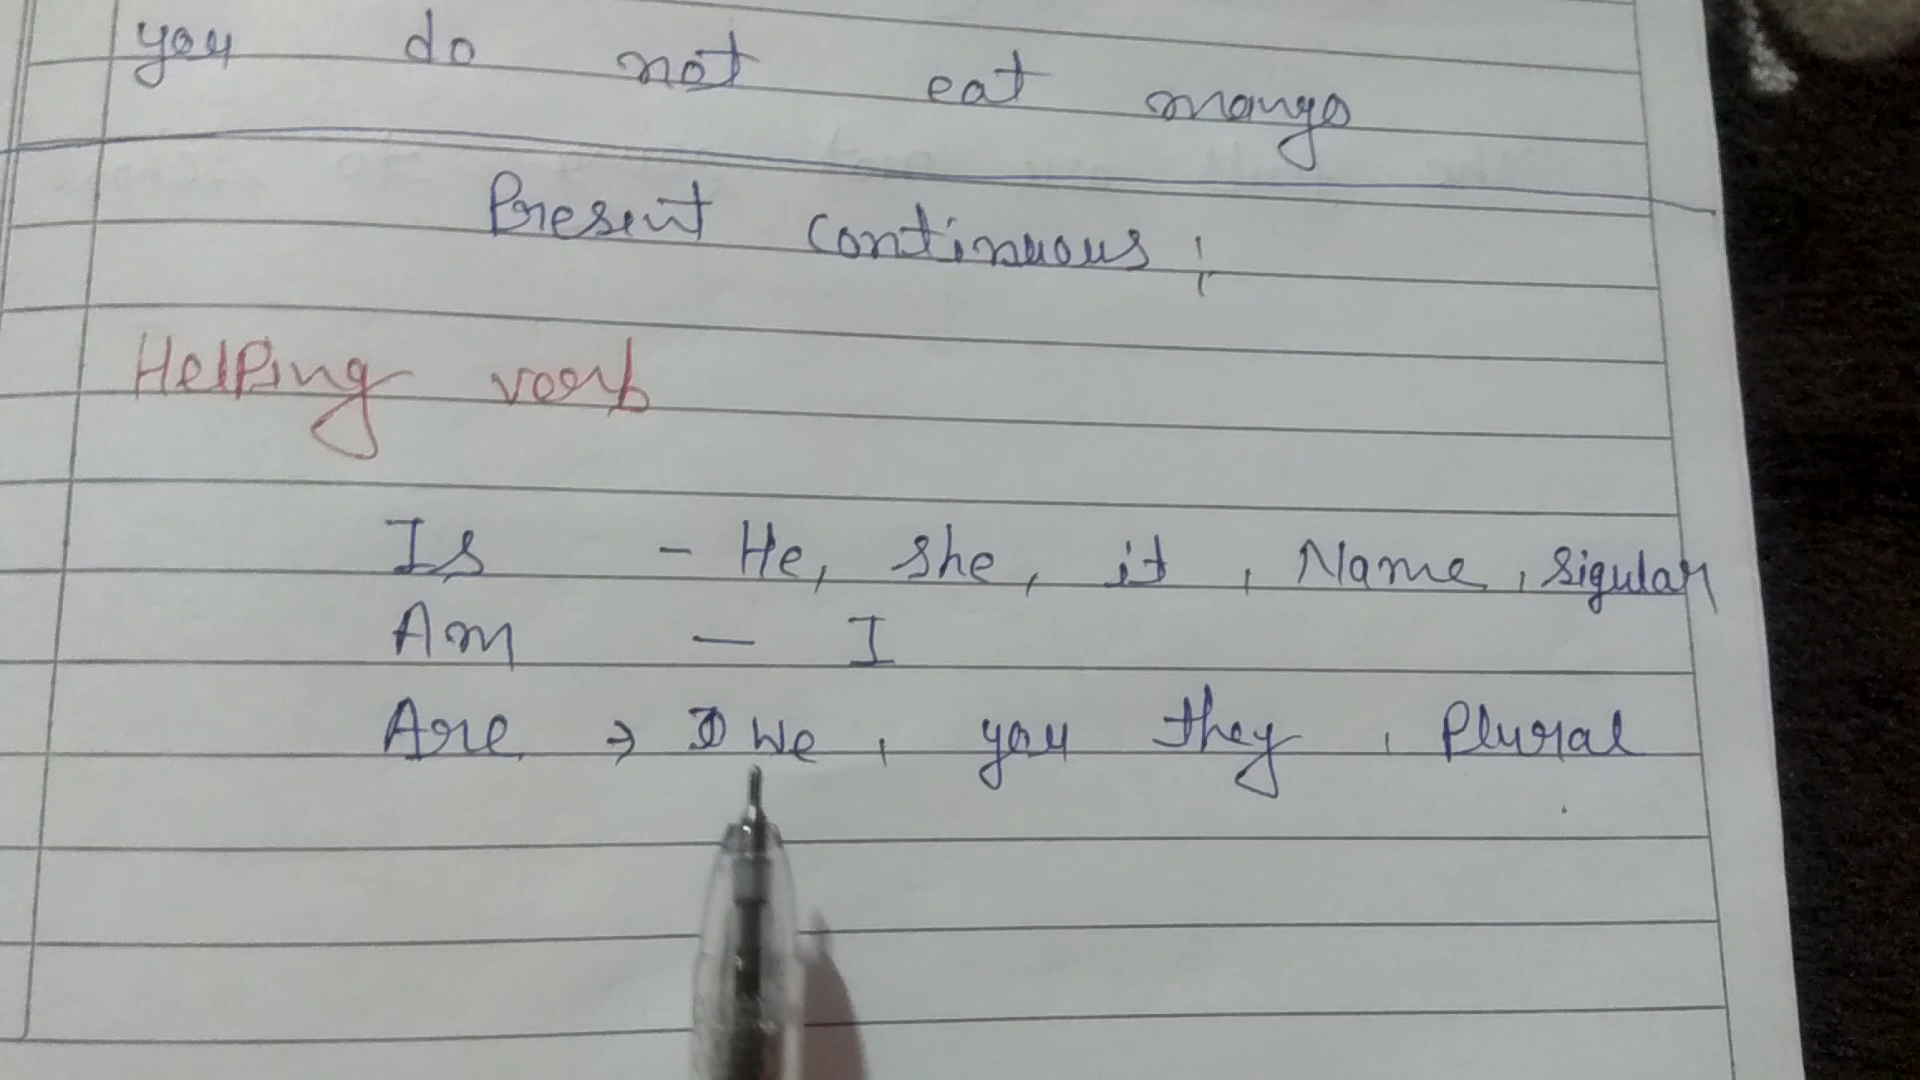 you do not eat mango
Present continuous ;
Helping verb
Is - He, she, it, Name, sigular
Am - I
Are → We, you they, Plural